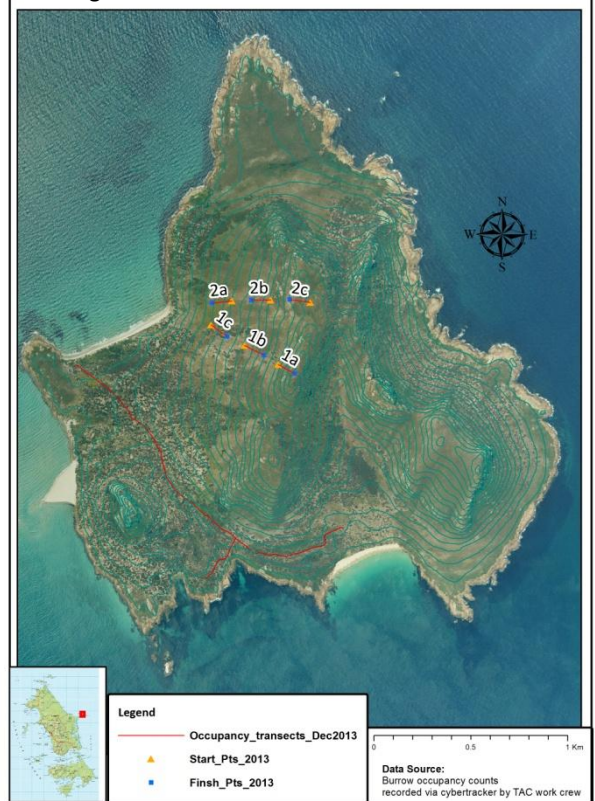 N
W E
S
2a 2b 2c
1c
1b
1a
Legend
Occupancy_transects_Dec2013
Start_Pts_2013
Finsh_Pts_2013
0 0.5 1 Km
Data Source:
Burrow occupancy counts
recorded via cybertracker by TAC work crew